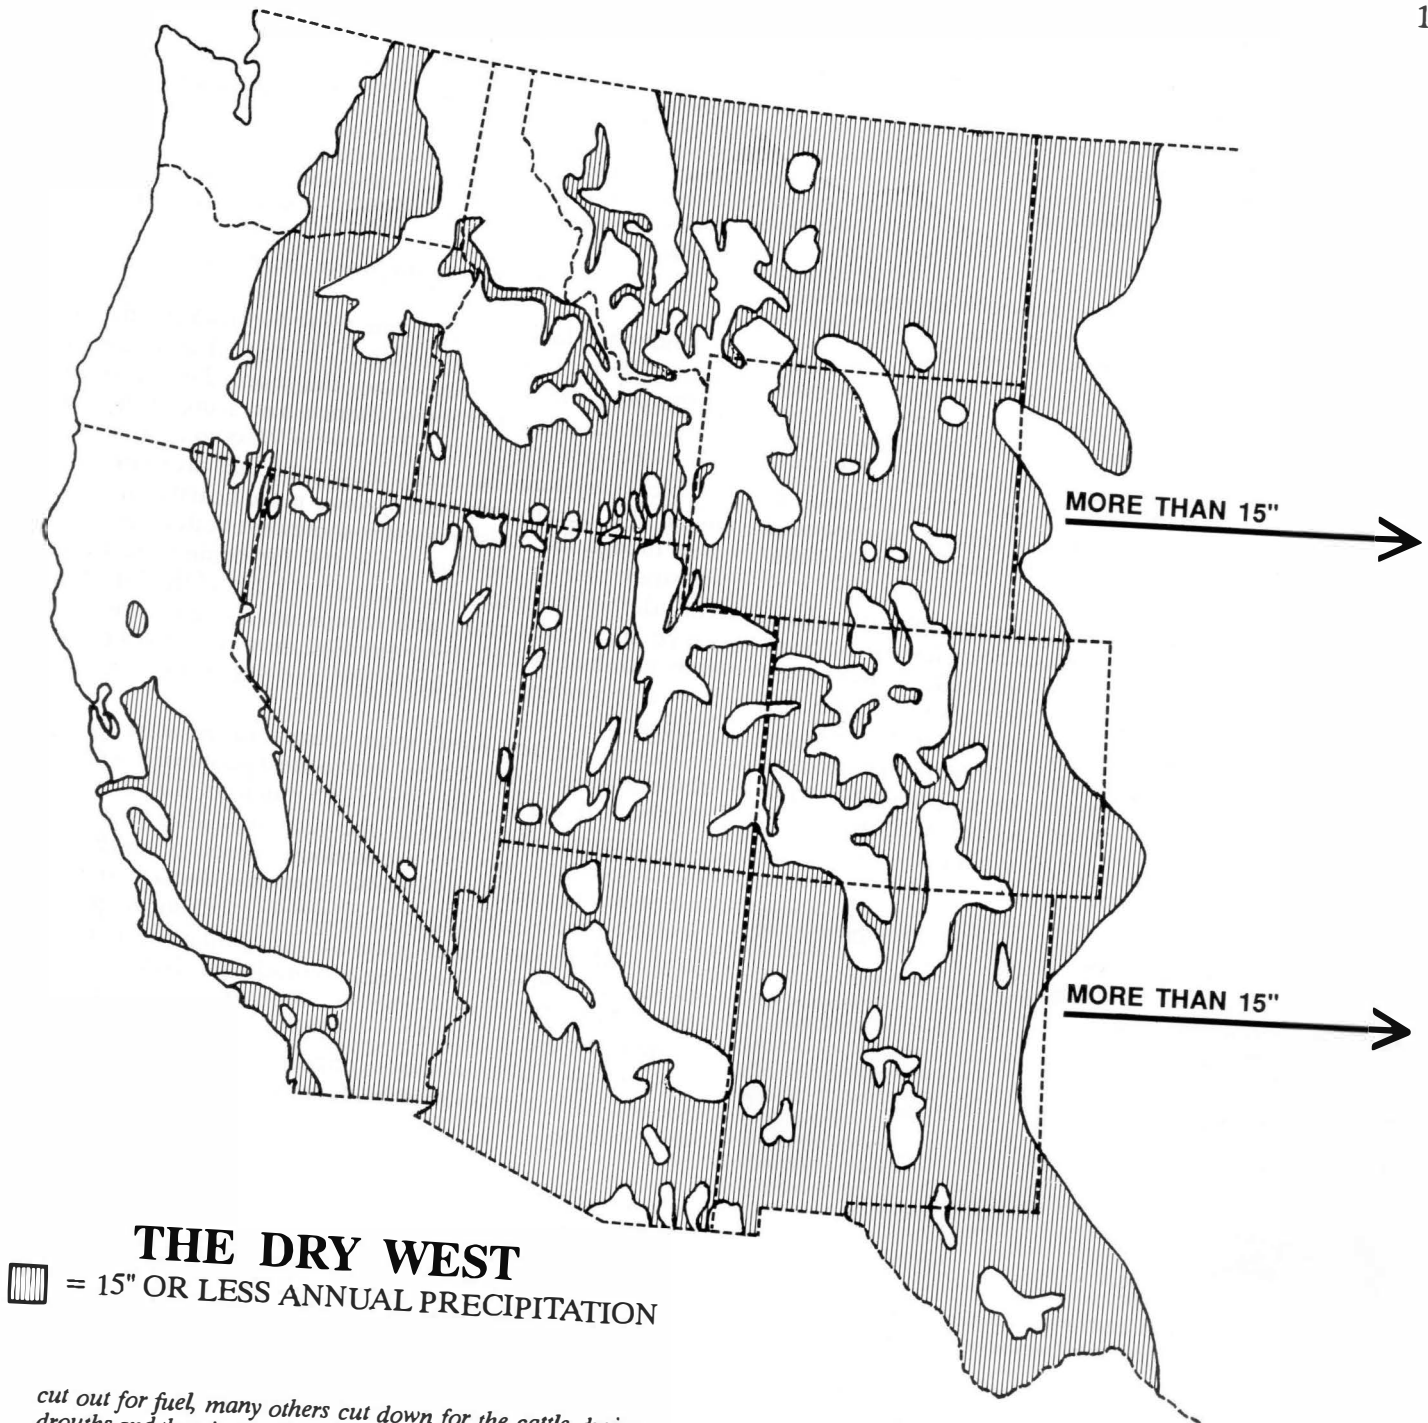 1
MORE THAN 15"
MORE THAN 15"
THE DRY WEST
= 15" OR LESS ANNUAL PRECIPITATION
cut out for fuel, many others cut down for the cattle